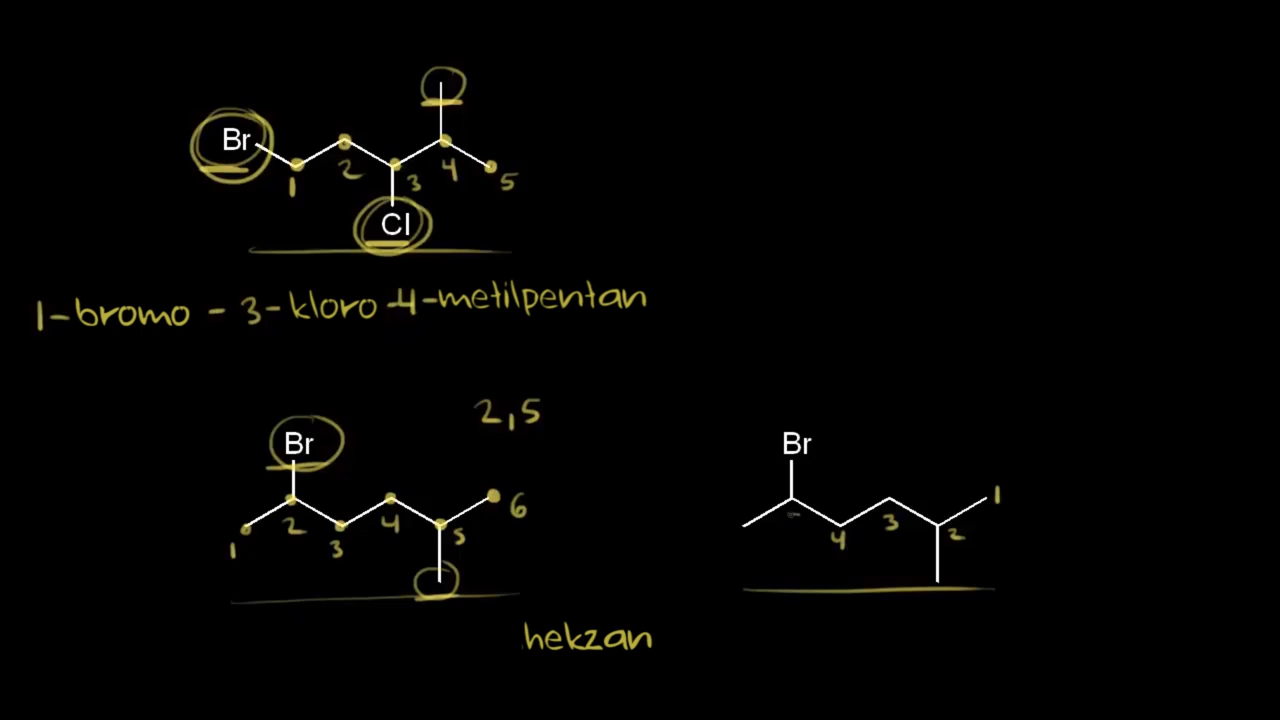 Br
1 2 3 4 5
Cl
1-bromo - 3-kloro-4-metilpentan
2,5
Br
1 2 3 4 5 6
hekzan
Br
4 3 2 1